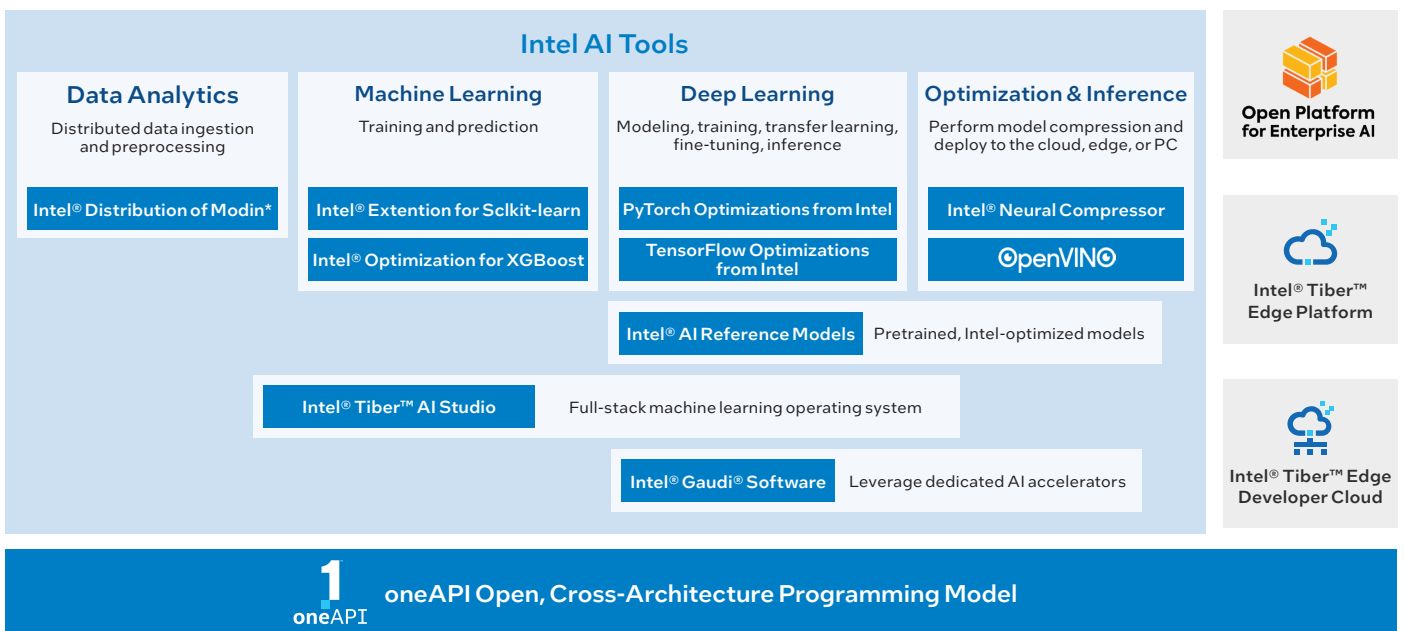 Intel AI Tools
Data Analytics
Distributed data ingestion
and preprocessing
Intel® Distribution of Modin*
Machine Learning
Training and prediction
Intel® Extention for Sclkit-learn
Intel® Optimization for XGBoost
Deep Learning
Modeling, training, transfer learning,
fine-tuning, inference
PyTorch Optimizations from Intel
TensorFlow Optimizations
from Intel
Optimization & Inference
Perform model compression and
deploy to the cloud, edge, or PC
Intel® Neural Compressor
OpenVINO
Intel® AI Reference Models
Pretrained, Intel-optimized models
Intel® Tiber™ AI Studio
Full-stack machine learning operating system
Intel® Gaudi® Software
Leverage dedicated AI accelerators
Open Platform
for Enterprise AI
Intel® Tiber™
Edge Platform
Intel® Tiber™ Edge
Developer Cloud
1
oneAPI
oneAPI Open, Cross-Architecture Programming Model